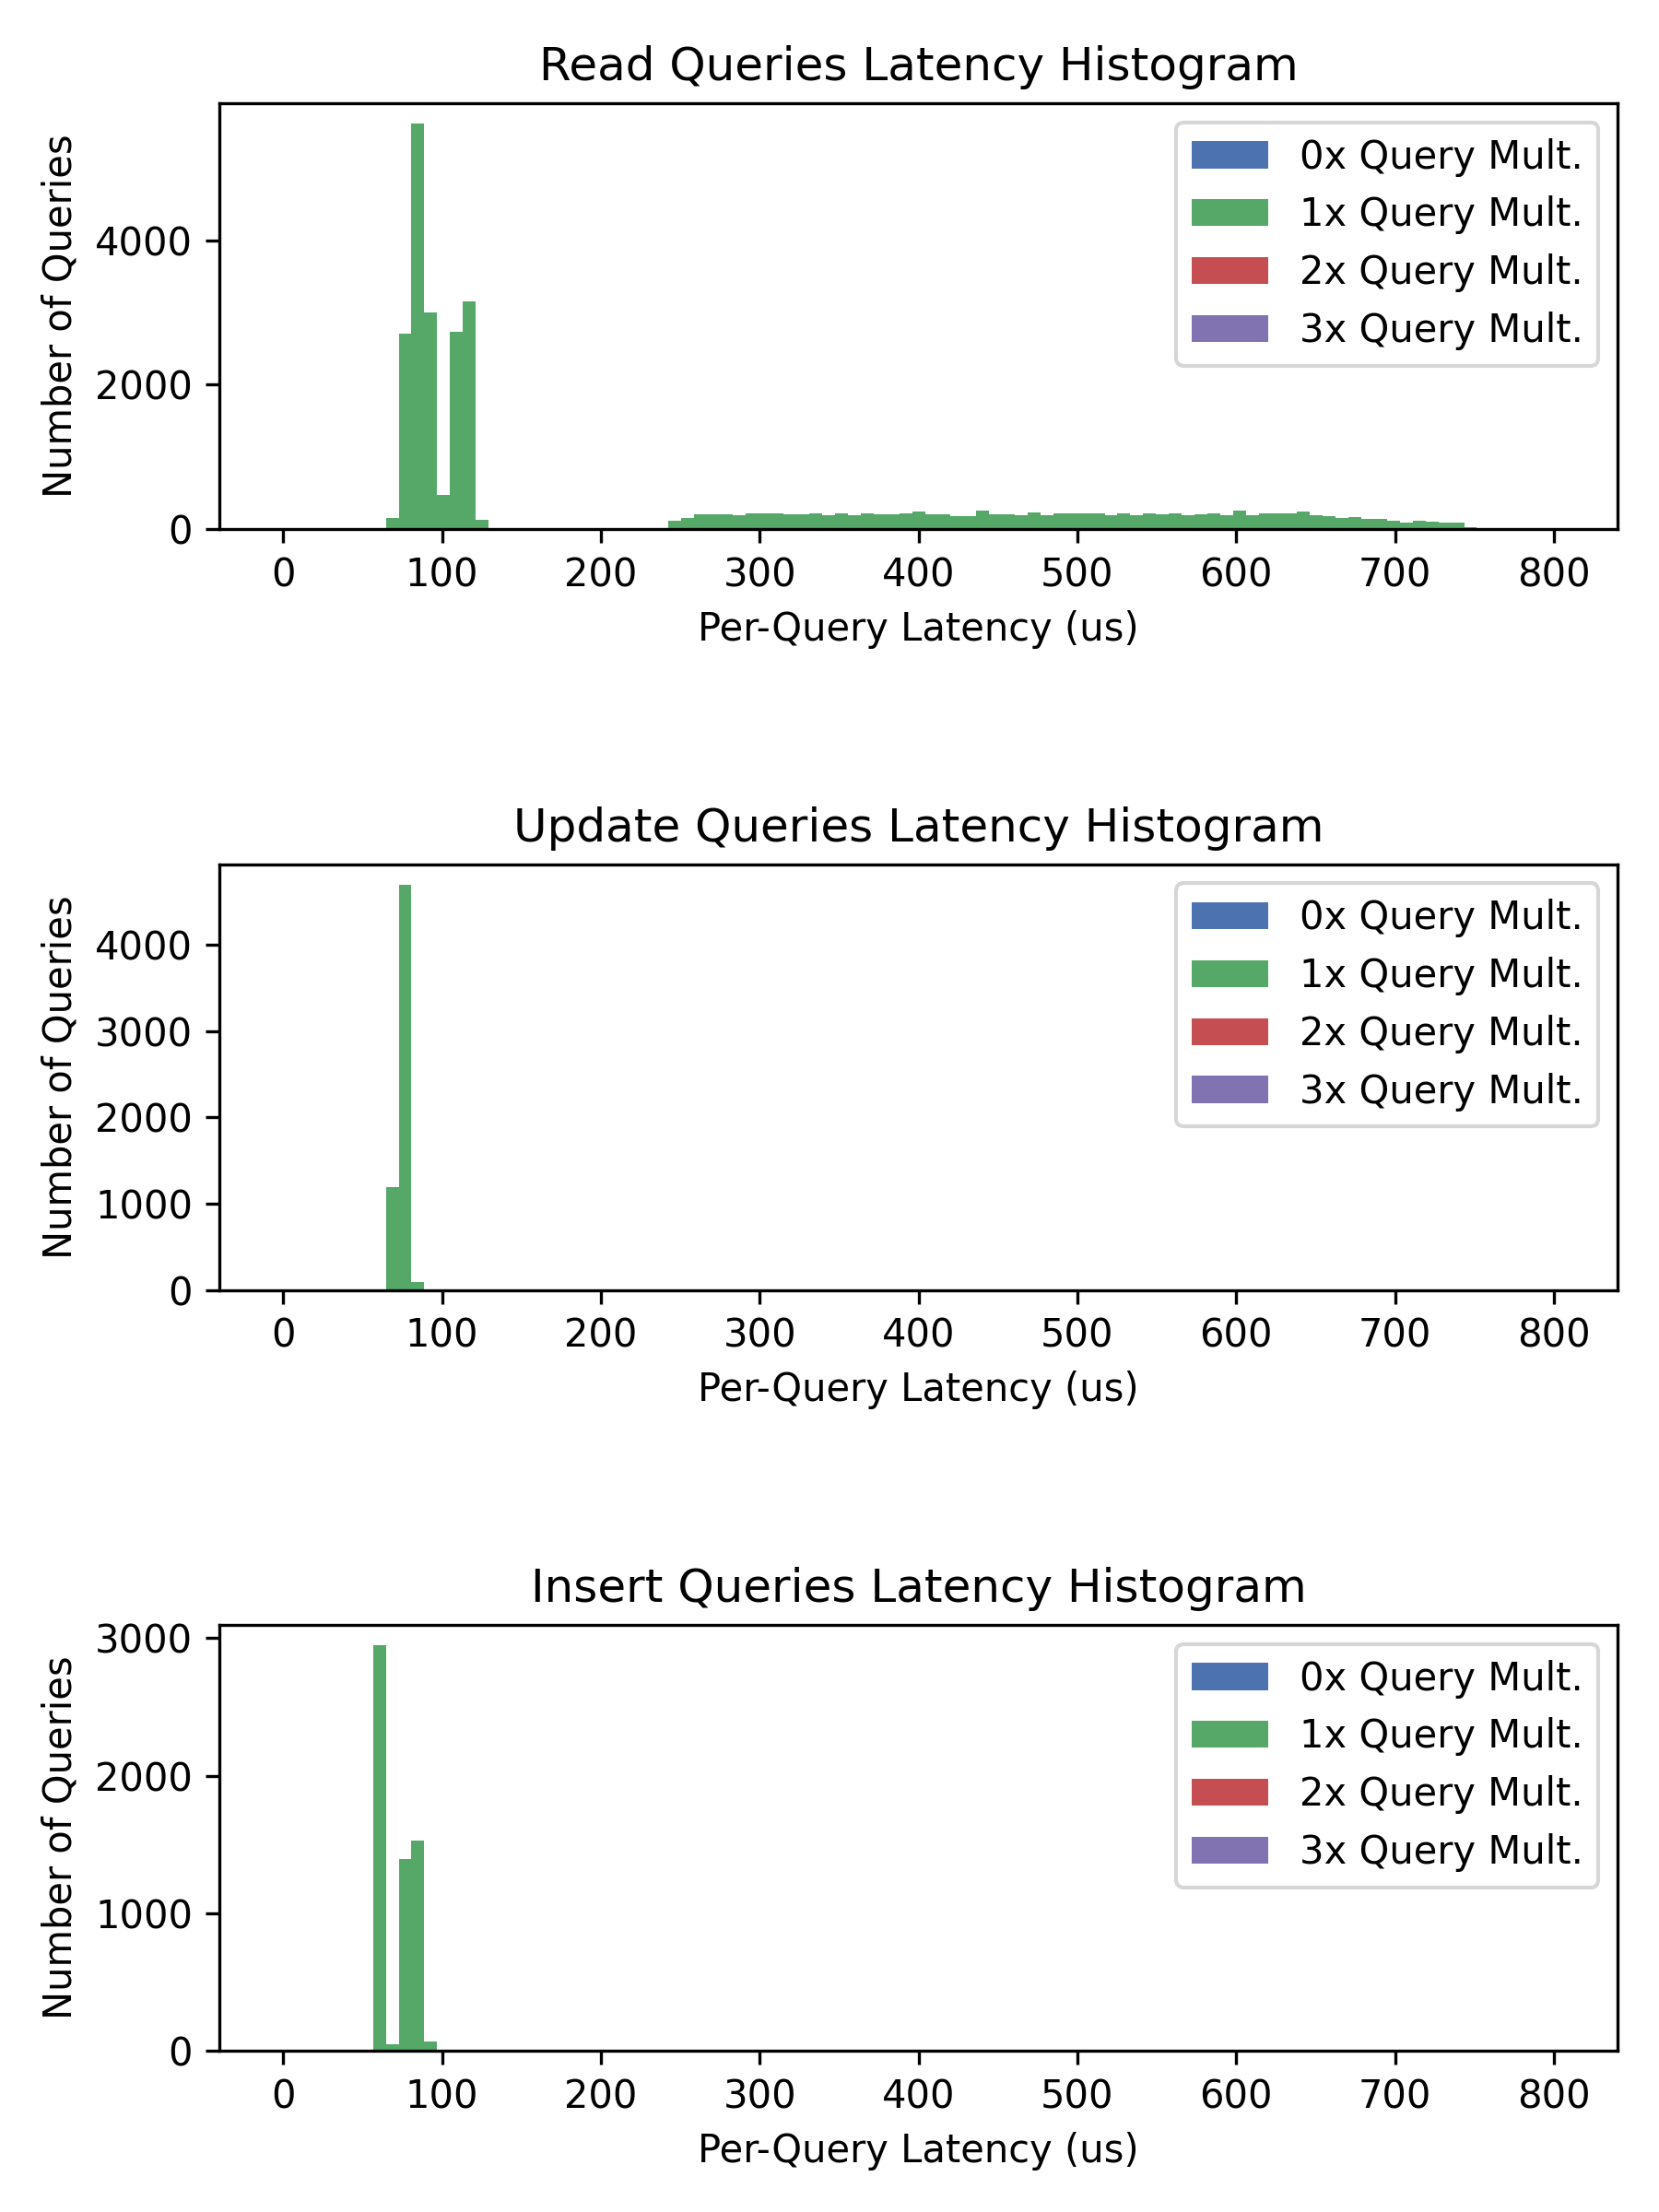 Read Queries Latency Histogram
Number of Queries
4000
2000
0
0x Query Mult.
1x Query Mult.
2x Query Mult.
3x Query Mult.
0 100 200 300 400 500 600 700 800
Per-Query Latency (us)
Update Queries Latency Histogram
Number of Queries
4000
3000
2000
1000
0
0x Query Mult.
1x Query Mult.
2x Query Mult.
3x Query Mult.
0 100 200 300 400 500 600 700 800
Per-Query Latency (us)
Insert Queries Latency Histogram
Number of Queries
3000
2000
1000
0
0x Query Mult.
1x Query Mult.
2x Query Mult.
3x Query Mult.
0 100 200 300 400 500 600 700 800
Per-Query Latency (us)